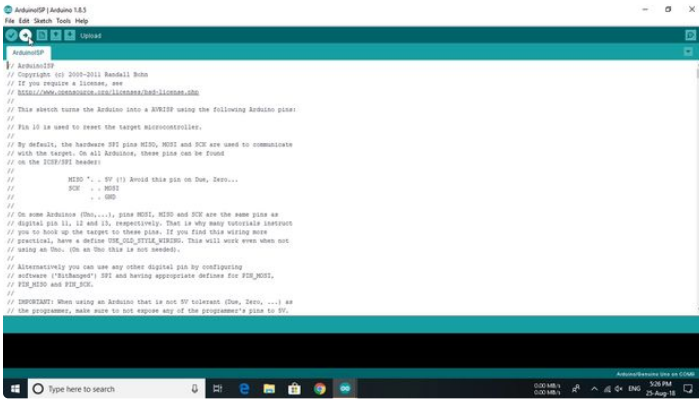 ArduinoISP | Arduino 1.8.5
File Edit Sketch Tools Help
Upload
ArduinoISP
// ArduinoISP
// Copyright (c) 2008-2011 Randall Bohn
// If you require a license, see
// http://www.opensource.org/licenses/bsd-license.php
//
// This sketch turns the Arduino into a AVRISP using the following Arduino pins:
//
// Pin 10 is used to reset the target microcontroller.
//
// By default, the hardware SPI pins MISO, MOSI and SCK are used to communicate
// with the target. On all Arduinos, these pins can be found
// on the ICSP/SPI header:
//
// MISO °. . 5V (!) Avoid this pin on Due, Zero...
// SCK . . MOSI
// . . GND
//
// On some Arduinos (Uno,...), pins MOSI, MISO and SCK are the same pins as
// digital pin 11, 12 and 13, respectively. That is why many tutorials instruct
// you to hook up the target to these pins. If you find this wiring more
// practical, have a define USE_OLD_STYLE_WIRING. This will work even when not
// using an Uno. (On an Uno this is not needed).
//
// Alternatively you can use any other digital pin by configuring
// software ('BitBanged') SPI and having appropriate defines for PIN_MOSI,
// PIN_MISO and PIN_SCK.
//
// IMPORTANT: When using an Arduino that is not 5V tolerant (Due, Zero, ...) as
// the programmer, make sure to not expose any of the programmer's pins to 5V.
Arduino/Genuino Uno on COM8
Type here to search
0.00 MB/s
0.00 MB/s
ENG
5:26 PM
25-Aug-18